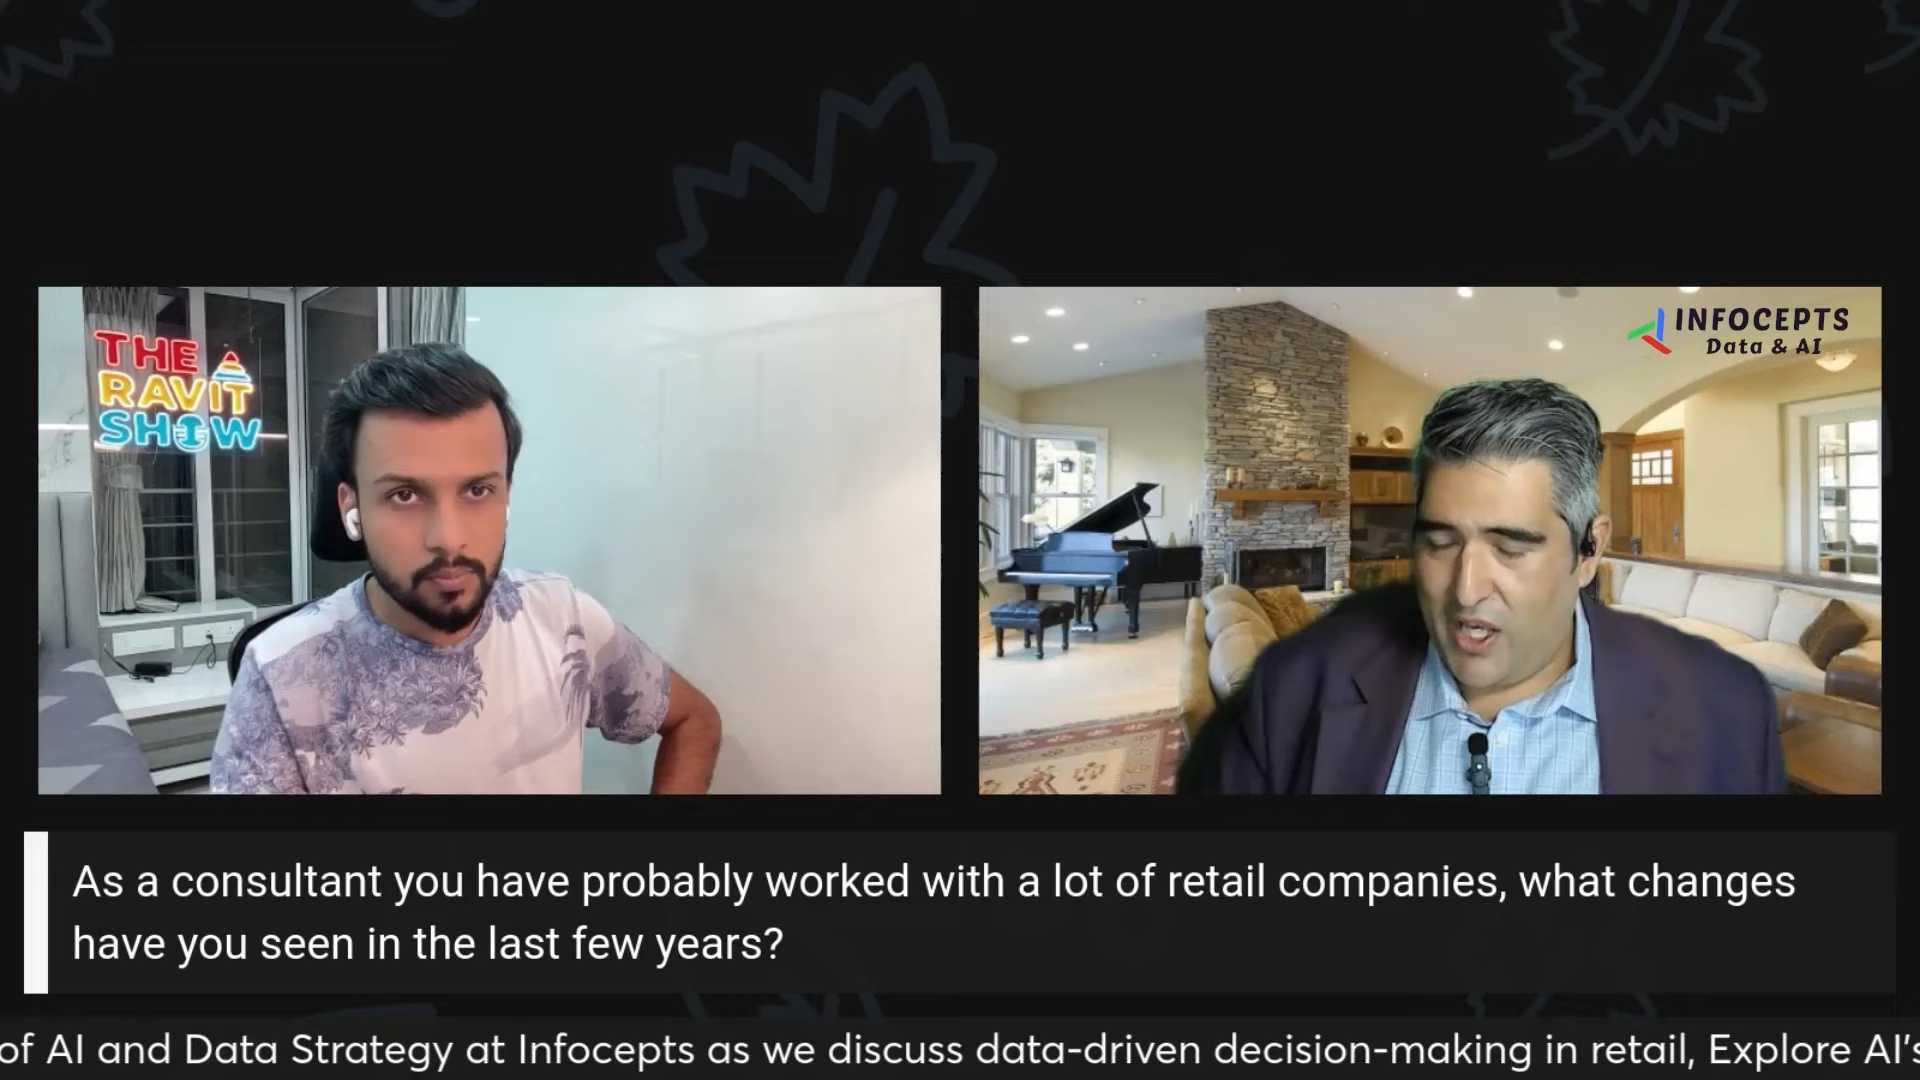 THE
RAVIT
SHOW
INFOCEPTS
Data & AI
As a consultant you have probably worked with a lot of retail companies, what changes
have you seen in the last few years?
of AI and Data Strategy at Infocepts as we discuss data-driven decision-making in retail, Explore AI's